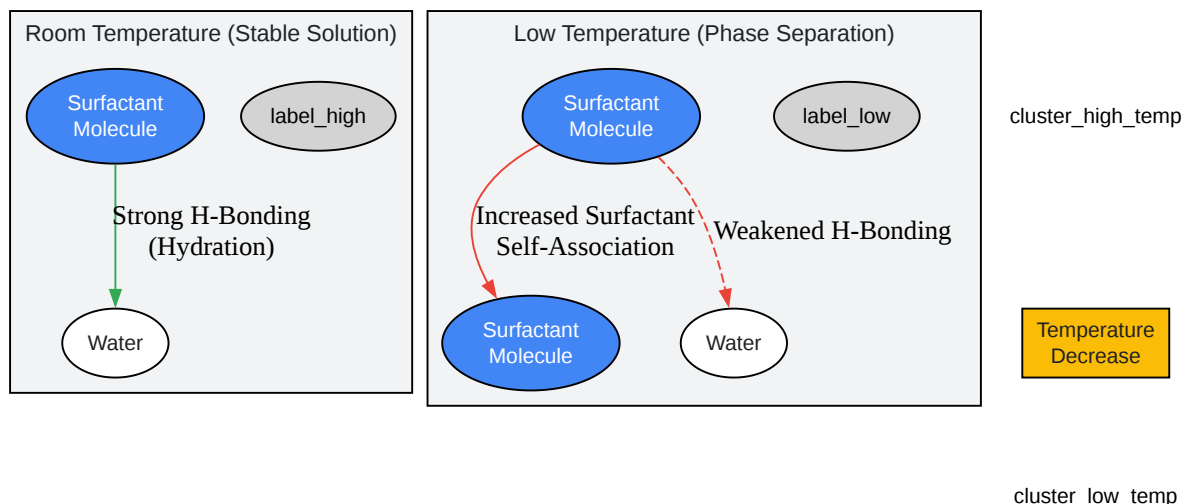 Room Temperature (Stable Solution)
Surfactant
Molecule
label_high
Strong H-Bonding
(Hydration)
Water
Low Temperature (Phase Separation)
Surfactant
Molecule
label_low
Increased Surfactant
Self-Association
Weakened H-Bonding
Surfactant
Molecule
Water
cluster_high_temp
Temperature
Decrease
cluster_low_temp